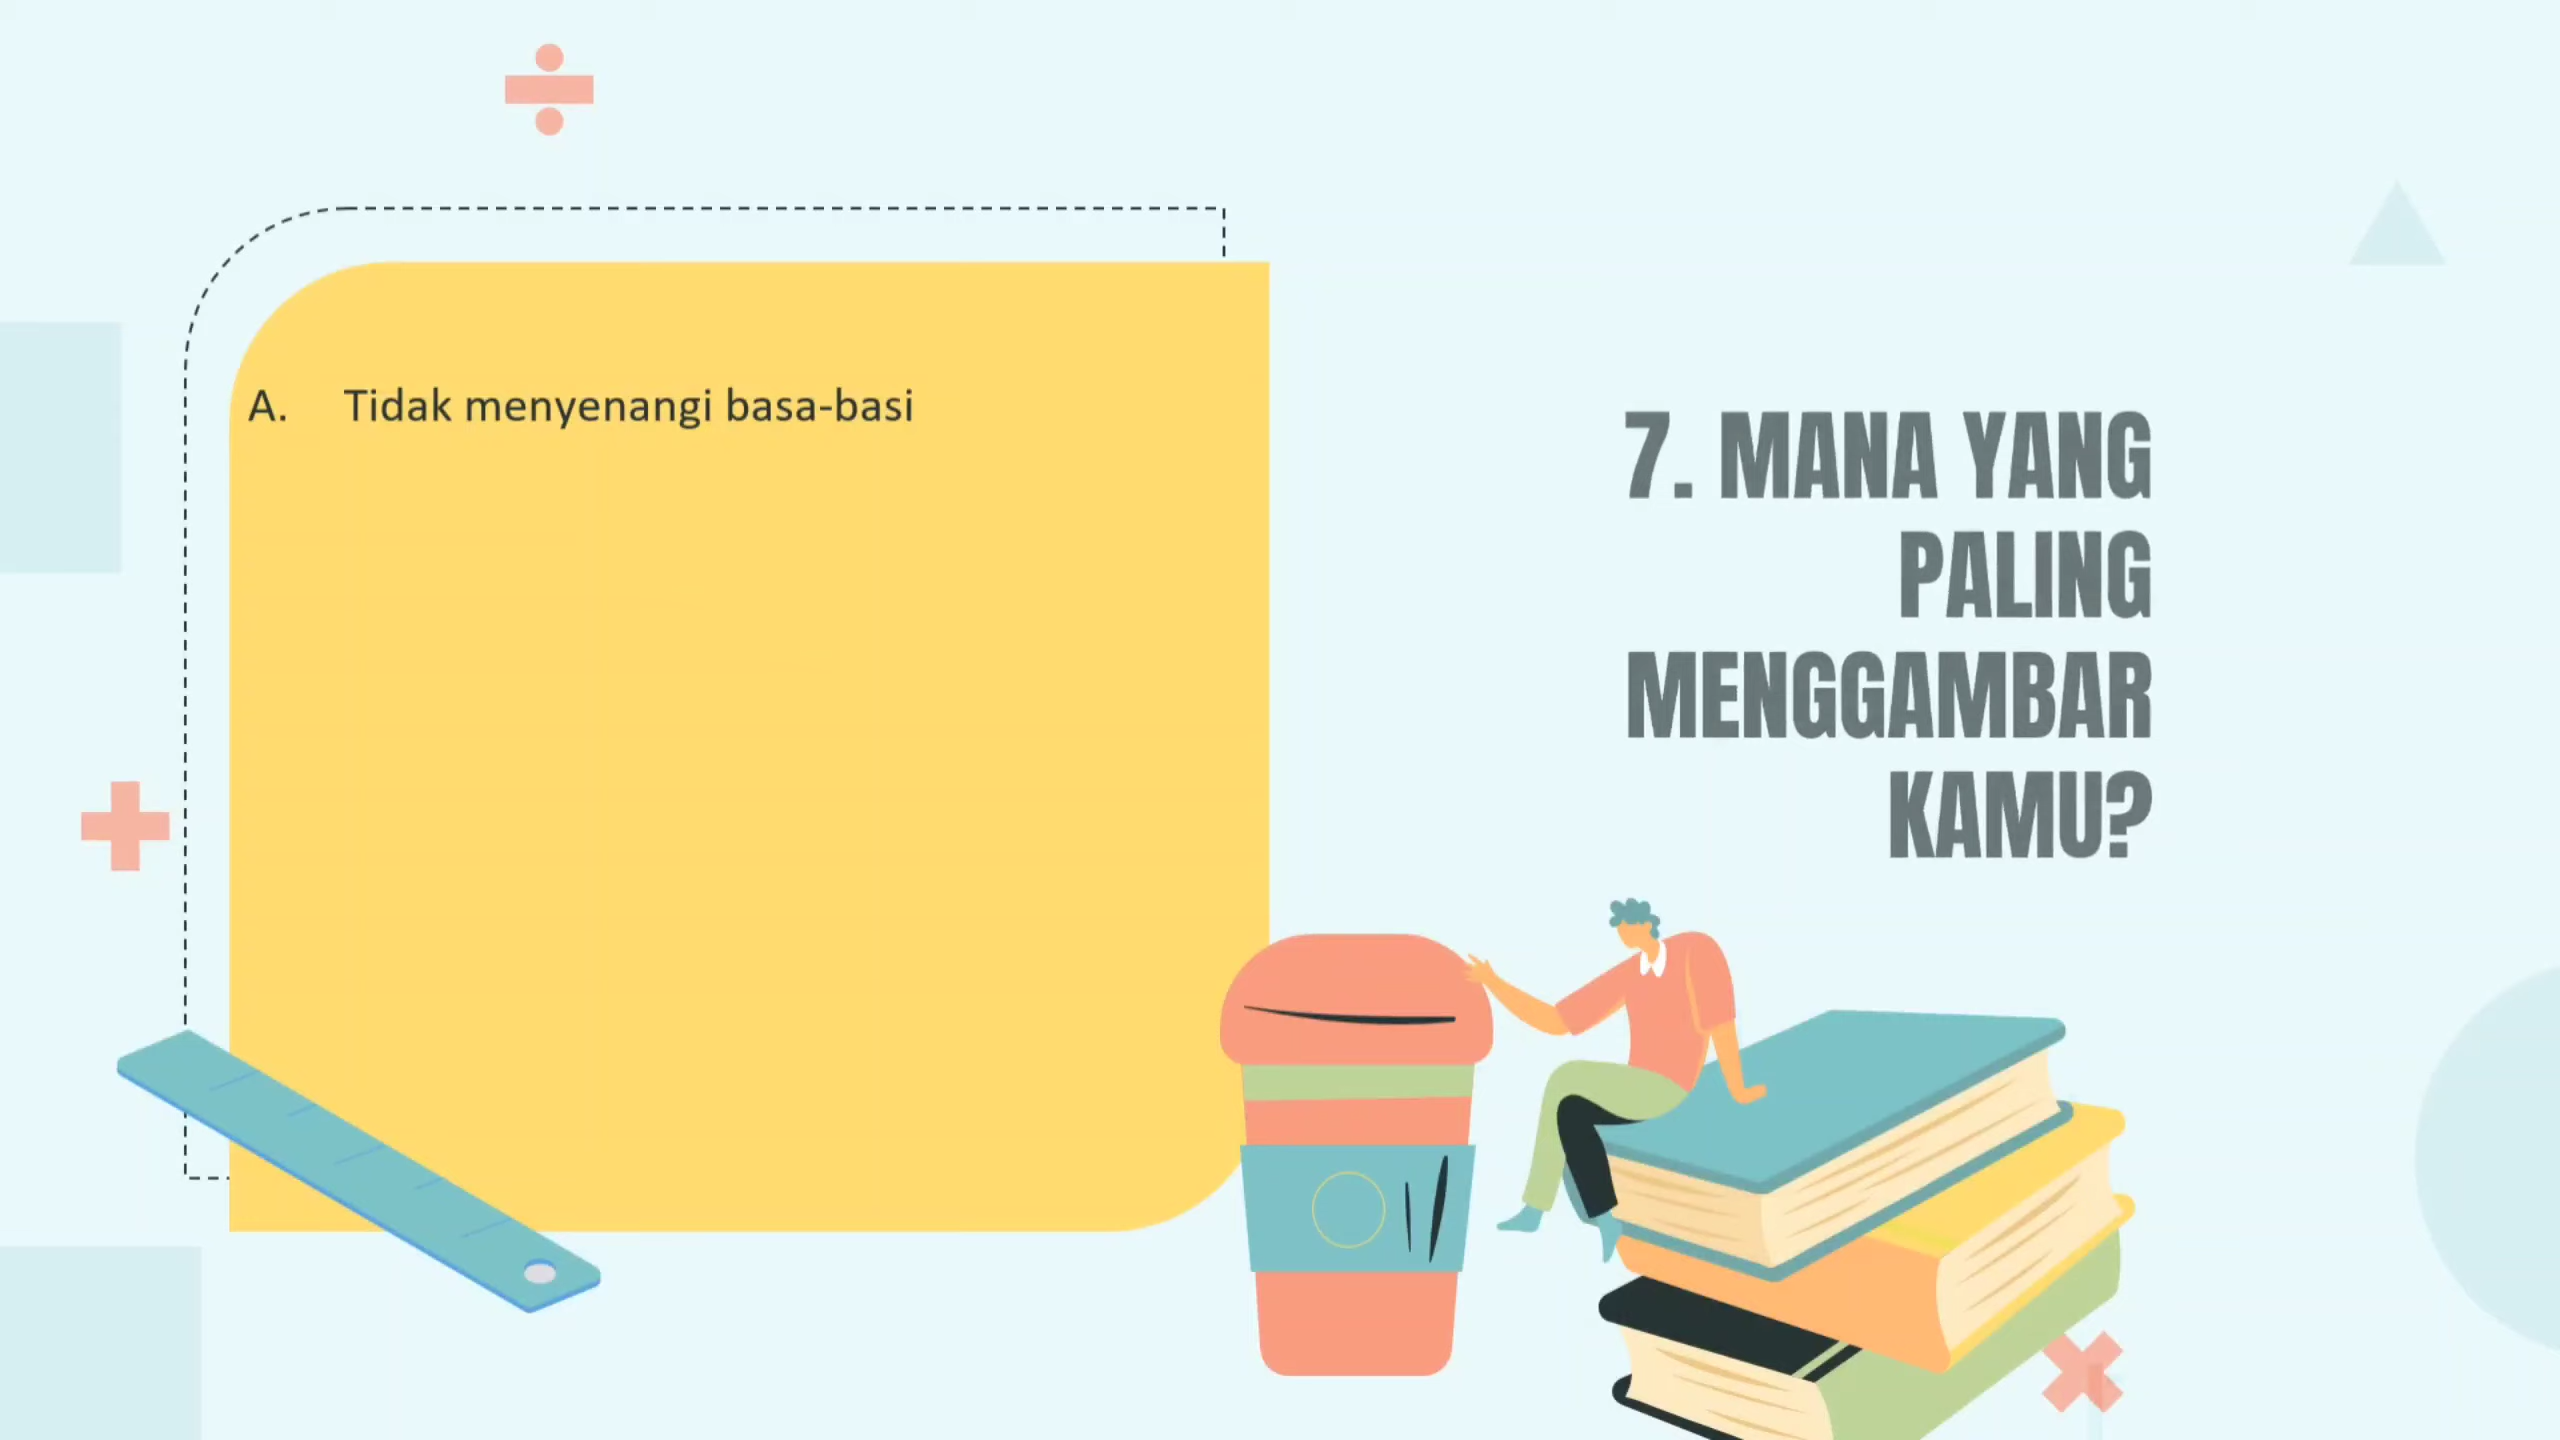 A. Tidak menyenangi basa-basi
7. MANA YANG
PALING
MENGGAMBAR
KAMU?